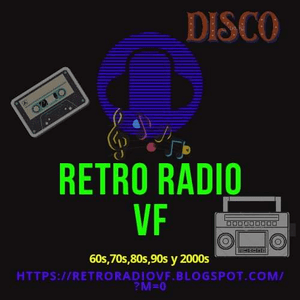 DISCO
RETRO RADIO
VF
60s,70s,80s,90s y 2000s
HTTPS://RETRORADIOVF.BLOGSPOT.COM/
?M=0